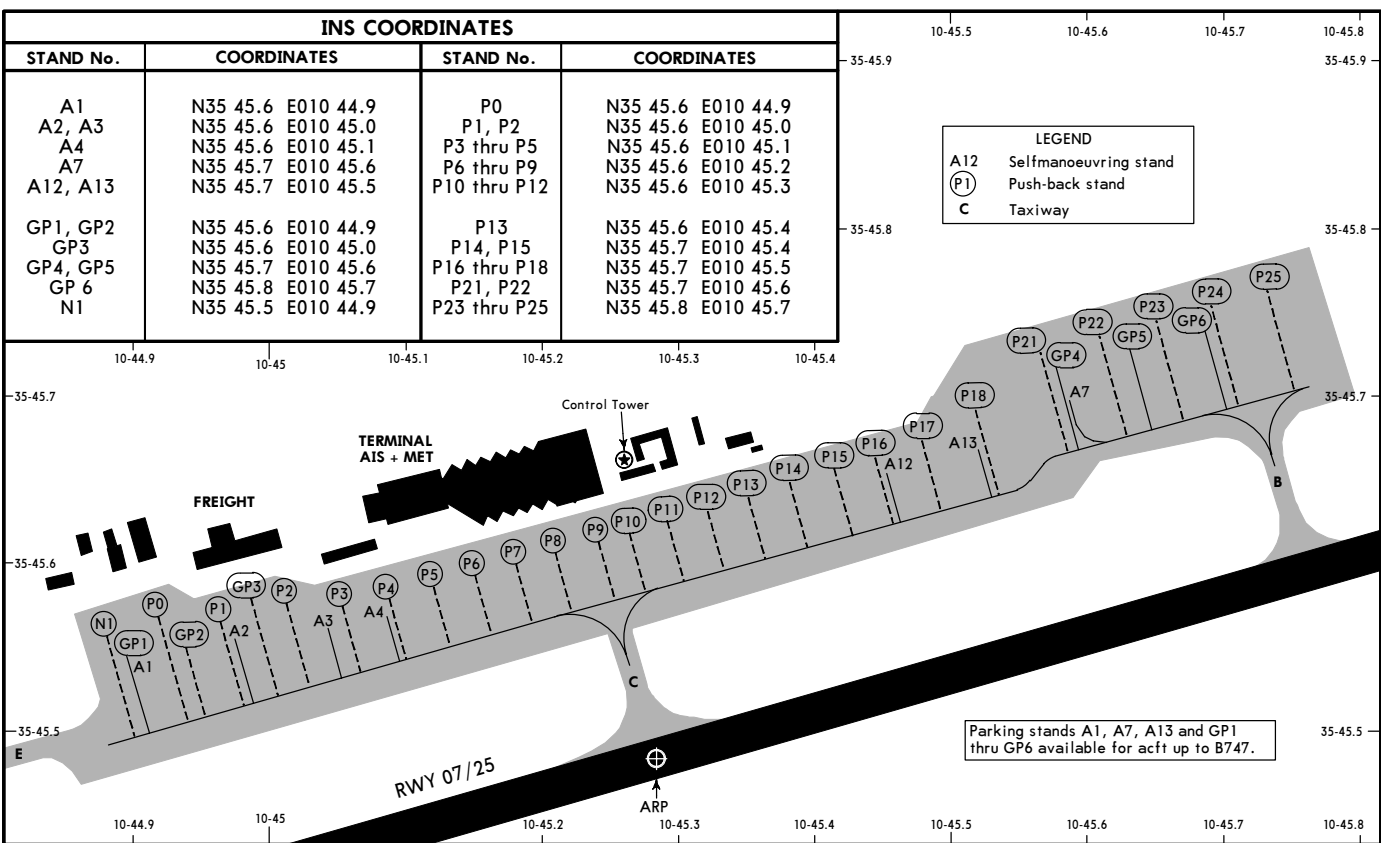 INS COORDINATES
STAND No. COORDINATES STAND No. COORDINATES
A1 N35 45.6 E010 44.9 P0 N35 45.6 E010 44.9
A2, A3 N35 45.6 E010 45.0 P1, P2 N35 45.6 E010 45.0
A4 N35 45.6 E010 45.1 P3 thru P5 N35 45.6 E010 45.1
A7 N35 45.7 E010 45.6 P6 thru P9 N35 45.6 E010 45.2
A12, A13 N35 45.7 E010 45.5 P10 thru P12 N35 45.6 E010 45.3
GP1, GP2 N35 45.6 E010 44.9 P13 N35 45.6 E010 45.4
GP3 N35 45.6 E010 45.0 P14, P15 N35 45.7 E010 45.4
GP4, GP5 N35 45.7 E010 45.6 P16 thru P18 N35 45.7 E010 45.5
GP 6 N35 45.8 E010 45.7 P21, P22 N35 45.7 E010 45.6
N1 N35 45.5 E010 44.9 P23 thru P25 N35 45.8 E010 45.7
10-45.5 10-45.6 10-45.7 10-45.8
35-45.9 35-45.9
LEGEND
A12 Selfmanoeuvring stand
P1 Push-back stand
C Taxiway
35-45.8 35-45.8
10-44.9 10-45 10-45.1 10-45.2 10-45.3 10-45.4
35-45.7 35-45.7
Control Tower
TERMINAL
AIS + MET
FREIGHT
35-45.6 35-45.6
N1 GP1 A1 P0 GP2 P1 A2 GP3 P2 A3 P3 A4 P4 P5 P6 P7 P8 P9 P10 P11 P12 P13 P14 P15 P16 A12 P17 A13 P18 P21 GP4 A7 P22 GP5 P23 GP6 P24 P25
B
C
E
35-45.5 35-45.5
RWY 07/25
ARP
Parking stands A1, A7, A13 and GP1
thru GP6 available for acft up to B747.
10-44.9 10-45 10-45.2 10-45.3 10-45.4 10-45.5 10-45.6 10-45.7 10-45.8